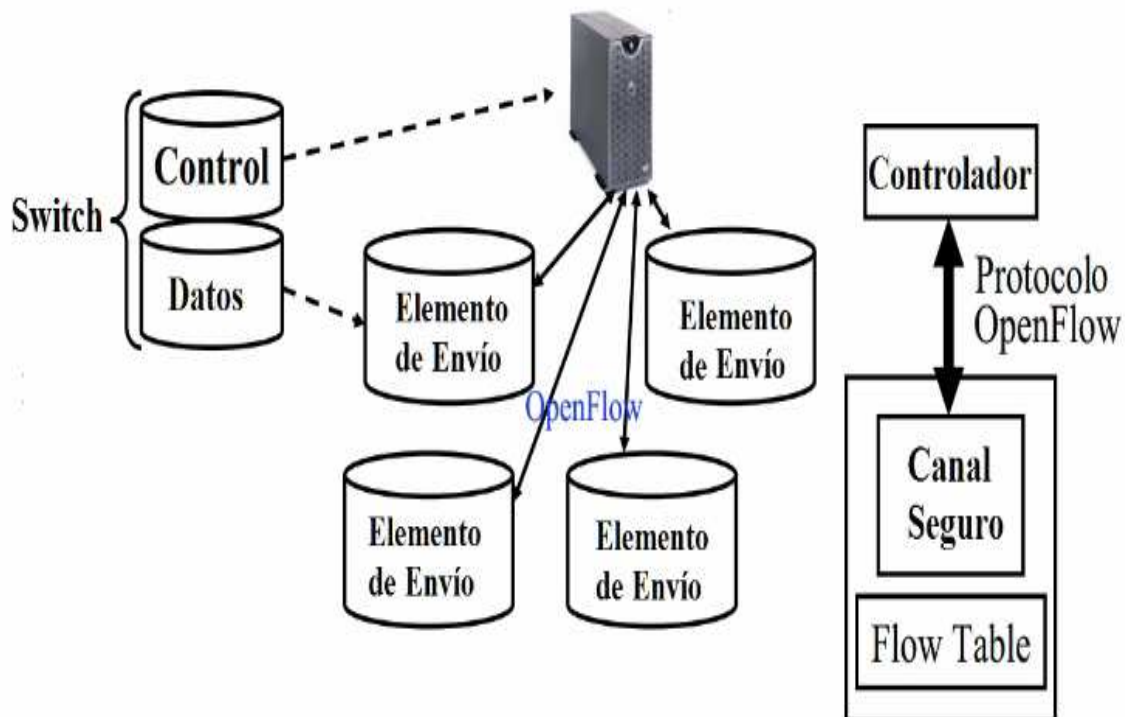 Switch
Control
Datos
Elemento
de Envío
Elemento
de Envío
OpenFlow
Elemento
de Envío
Elemento
de Envío
Controlador
Protocolo
OpenFlow
Canal
Seguro
Flow Table